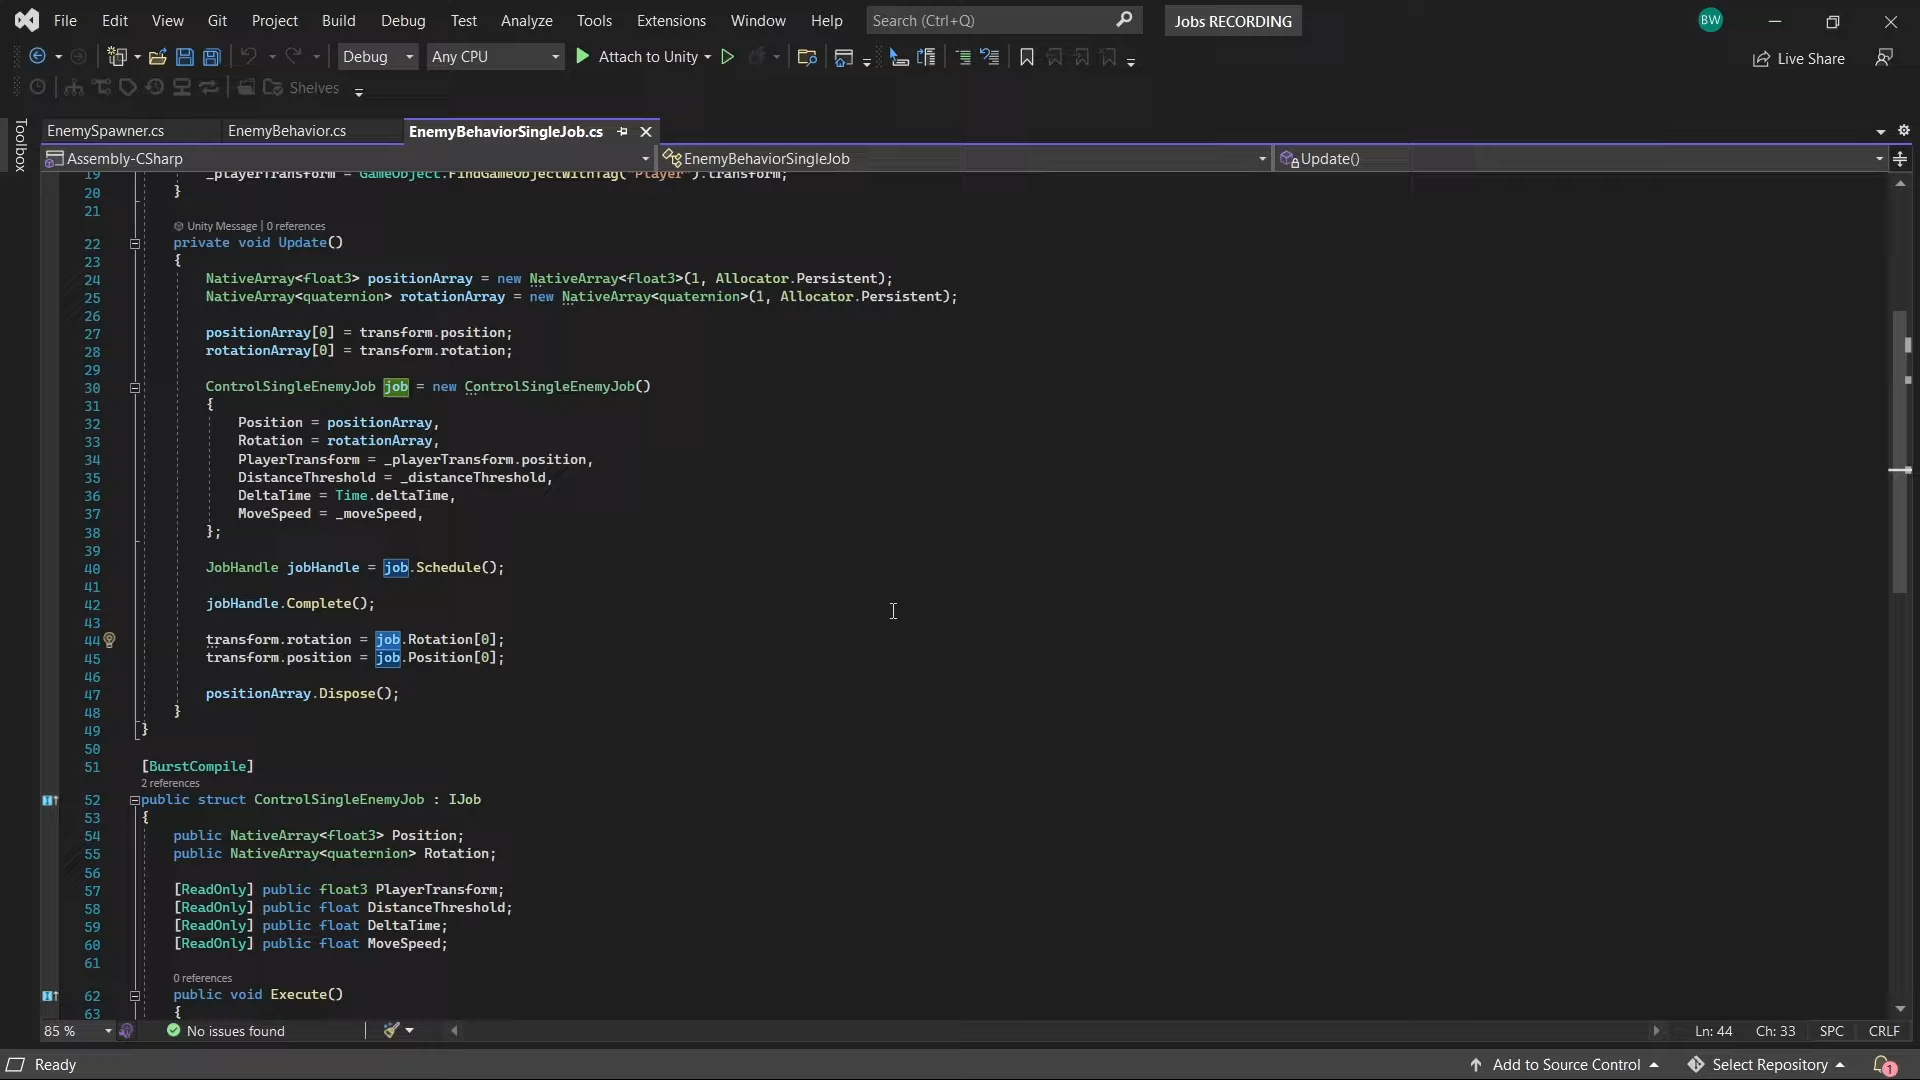 File Edit View Git Project Build Debug Test Analyze Tools Extensions Window Help Search (Ctrl+Q) Jobs RECORDING BW
Debug Any CPU Attach to Unity Live Share
Shelves
Toolbox
EnemySpawner.cs EnemyBehavior.cs EnemyBehaviorSingleJob.cs
Assembly-CSharp EnemyBehaviorSingleJob Update()
19 _playerTransform = GameObject.FindGameObjectWithTag("Player").transform;
20 }
21
Unity Message | 0 references
22 private void Update()
23 {
24 NativeArray<float3> positionArray = new NativeArray<float3>(1, Allocator.Persistent);
25 NativeArray<quaternion> rotationArray = new NativeArray<quaternion>(1, Allocator.Persistent);
26
27 positionArray[0] = transform.position;
28 rotationArray[0] = transform.rotation;
29
30 ControlSingleEnemyJob job = new ControlSingleEnemyJob()
31 {
32 Position = positionArray,
33 Rotation = rotationArray,
34 PlayerTransform = _playerTransform.position,
35 DistanceThreshold = _distanceThreshold,
36 DeltaTime = Time.deltaTime,
37 MoveSpeed = _moveSpeed,
38 };
39
40 JobHandle jobHandle = job.Schedule();
41
42 jobHandle.Complete();
43
44 transform.rotation = job.Rotation[0];
45 transform.position = job.Position[0];
46
47 positionArray.Dispose();
48 }
49 }
50
51 [BurstCompile]
2 references
52 public struct ControlSingleEnemyJob : IJob
53 {
54 public NativeArray<float3> Position;
55 public NativeArray<quaternion> Rotation;
56
57 [ReadOnly] public float3 PlayerTransform;
58 [ReadOnly] public float DistanceThreshold;
59 [ReadOnly] public float DeltaTime;
60 [ReadOnly] public float MoveSpeed;
61
0 references
62 public void Execute()
63 {
85 % No issues found Ln: 44 Ch: 33 SPC CRLF
Ready Add to Source Control Select Repository 1